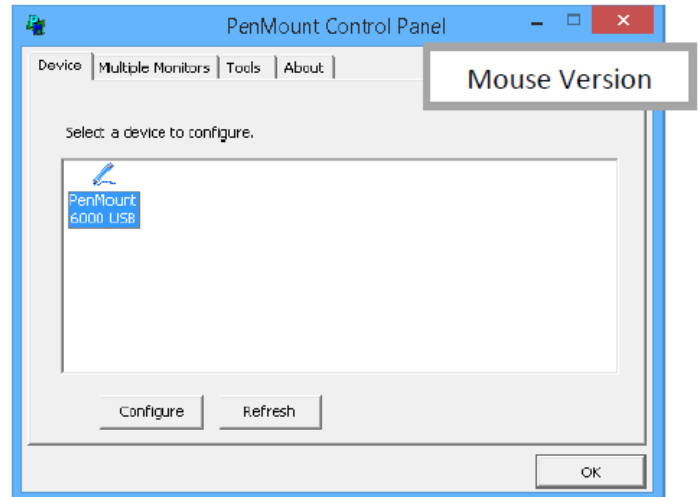 PenMount Control Panel
Mouse Version
Device
Multiple Monitors
Tools
About
Select a device to configure.
PenMount
6000 USB
Configure
Refresh
OK